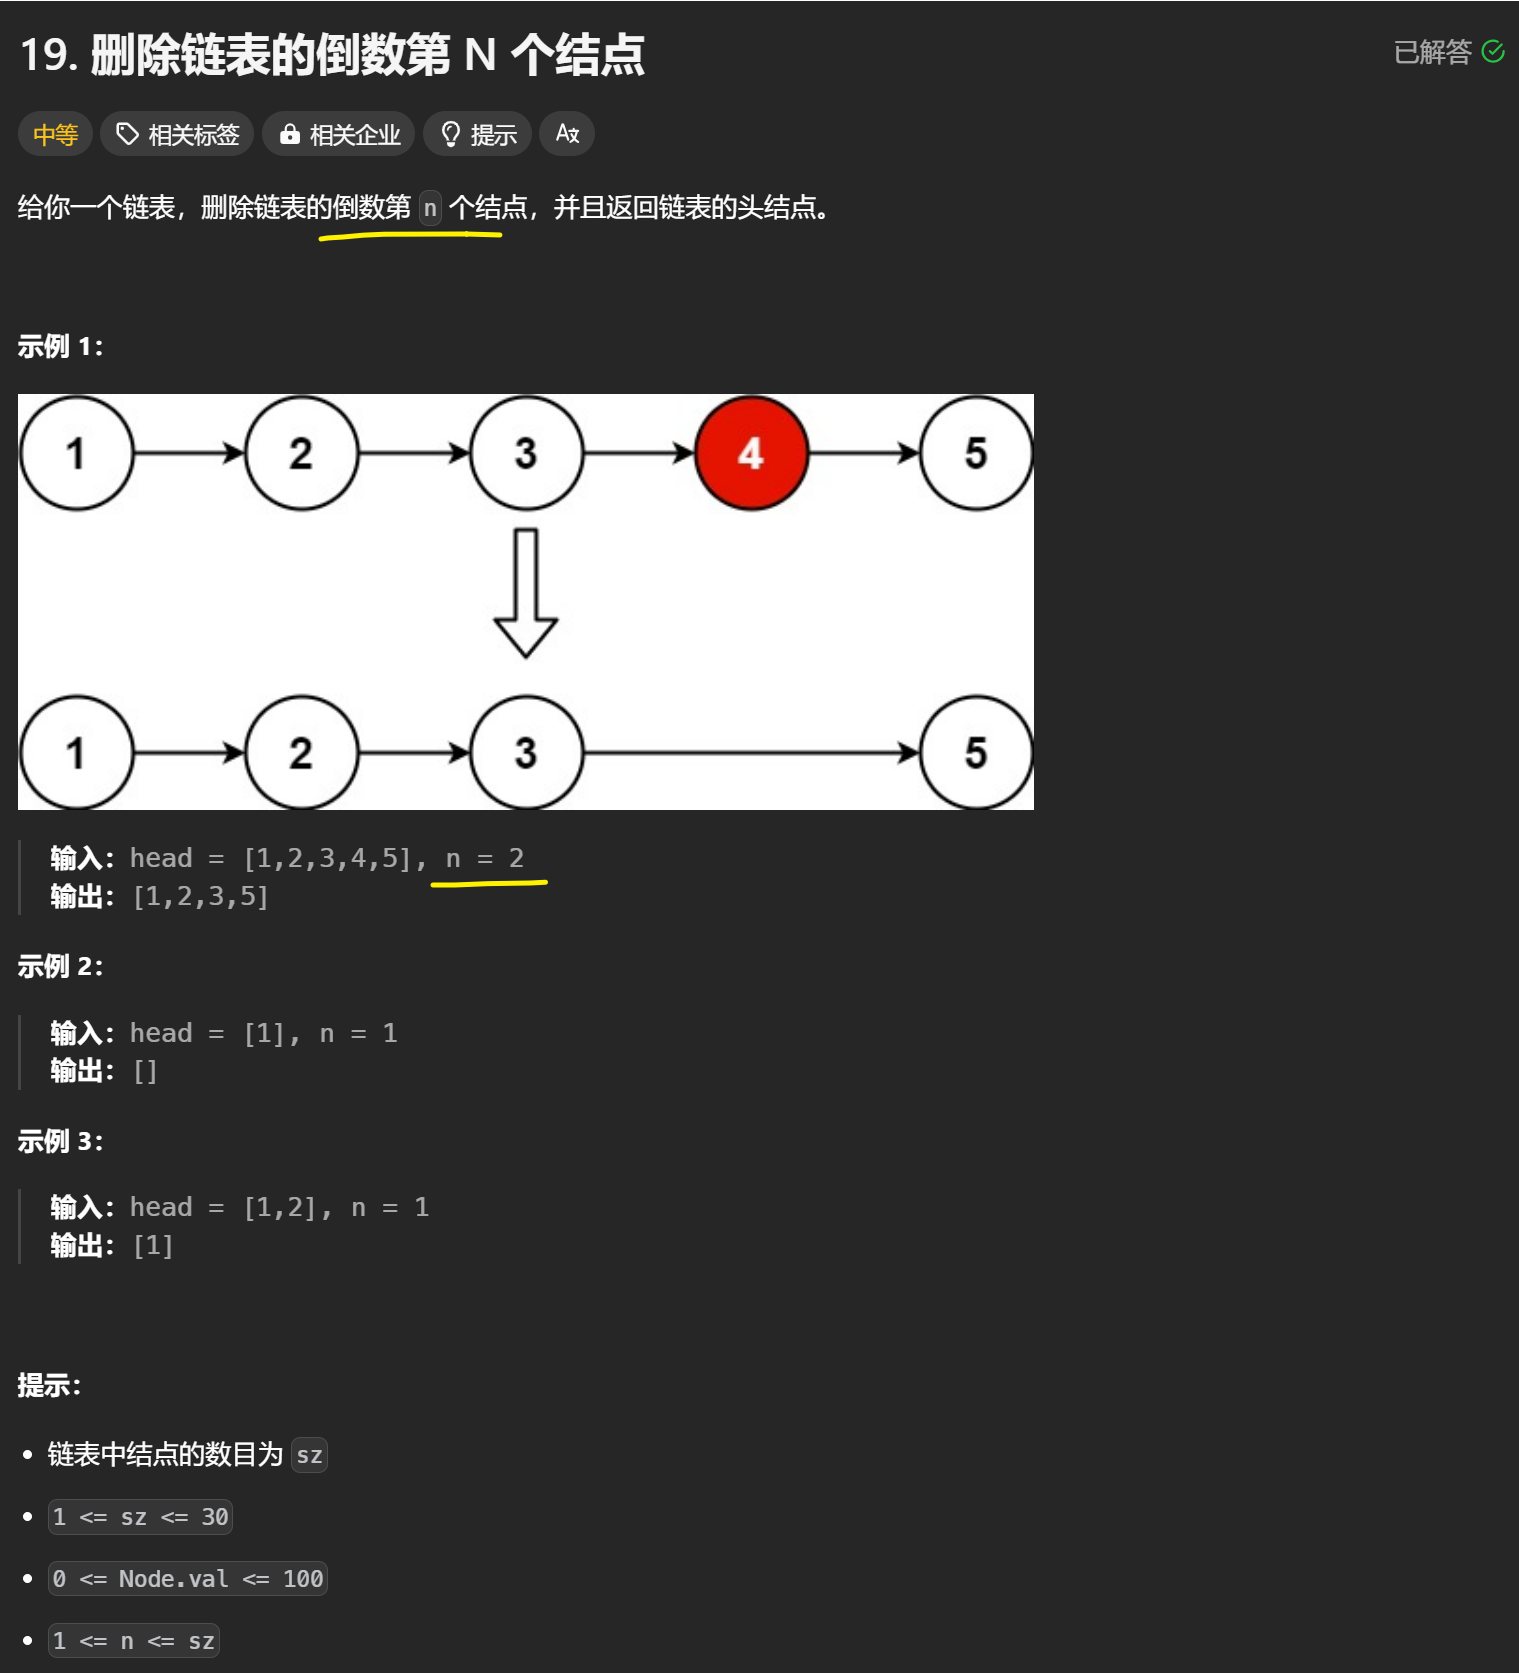 19. 删除链表的倒数第 N 个结点
已解答
中等 相关标签 相关企业 提示
给你一个链表，删除链表的倒数第 n 个结点，并且返回链表的头结点。
示例 1：
1 2 3 4 5
1 2 3 5
输入：head = [1,2,3,4,5], n = 2
输出：[1,2,3,5]
示例 2：
输入：head = [1], n = 1
输出：[]
示例 3：
输入：head = [1,2], n = 1
输出：[1]
提示：
• 链表中结点的数目为 sz
• 1 <= sz <= 30
• 0 <= Node.val <= 100
• 1 <= n <= sz